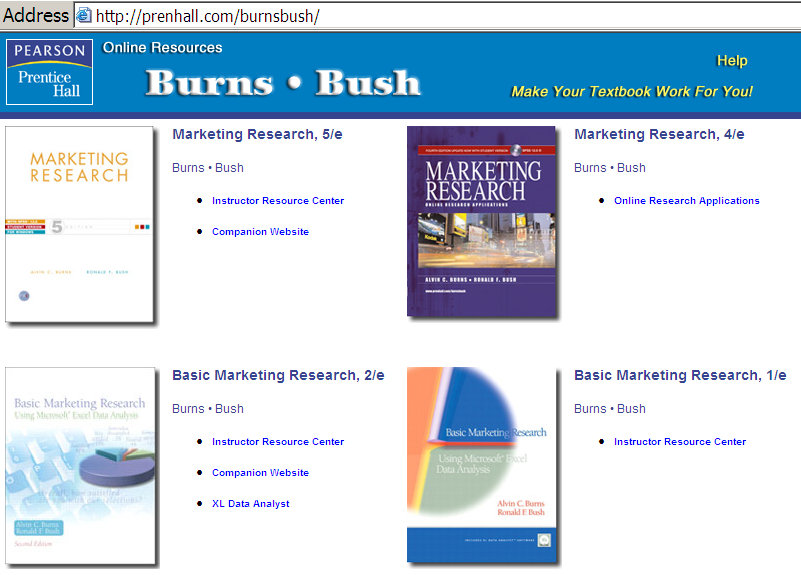 Address http://prenhall.com/burnsbush/
PEARSON
Prentice
Hall
Online Resources
Burns • Bush
Help
Make Your Textbook Work For You!
MARKETING
RESEARCH
5 EDITION
ALVIN C. BURNS RONALD F. BUSH
Marketing Research, 5/e
Burns • Bush
• Instructor Resource Center
• Companion Website
MARKETING
RESEARCH
ONLINE RESEARCH APPLICATIONS
ALVIN C. BURNS • RONALD F. BUSH
www.prenhall.com/burnsbush
Marketing Research, 4/e
Burns • Bush
• Online Research Applications
Basic Marketing Research
Using Microsoft® Excel Data Analysis
Alvin C. Burns
Ronald F. Bush
Second Edition
Basic Marketing Research, 2/e
Burns • Bush
• Instructor Resource Center
• Companion Website
• XL Data Analyst
Basic Marketing Research
Using Microsoft® Excel
Data Analysis
Alvin C. Burns
Ronald F. Bush
Basic Marketing Research, 1/e
Burns • Bush
• Instructor Resource Center